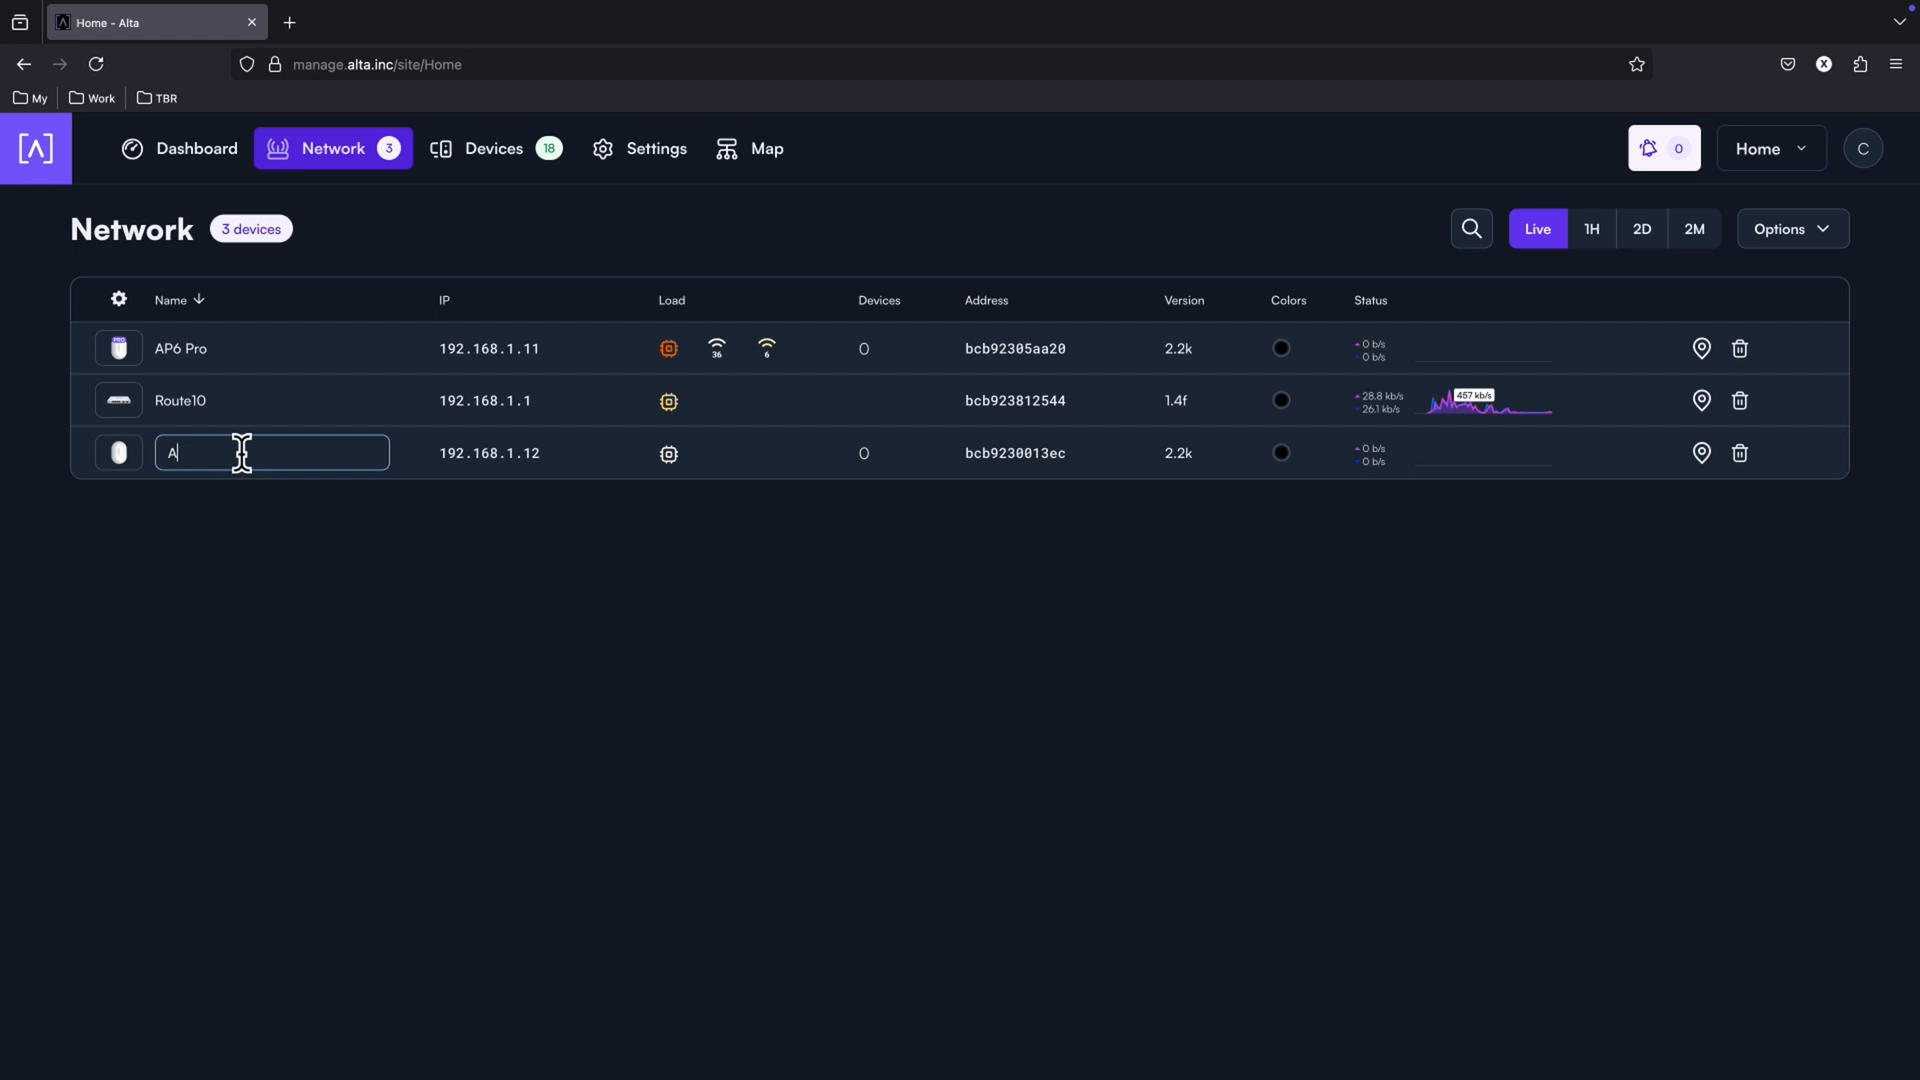 Home - Alta
manage.alta.inc/site/Home
My Work TBR
[Λ] Dashboard Network 3 Devices 18 Settings Map 0 Home C
Network 3 devices Live 1H 2D 2M Options
Name IP Load Devices Address Version Colors Status
PRO AP6 Pro 192.168.1.11 36 6 0 bcb92305aa20 2.2k 0 b/s
0 b/s
Route10 192.168.1.1 bcb923812544 1.4f 28.8 kb/s 457 kb/s
26.1 kb/s
A 192.168.1.12 0 bcb9230013ec 2.2k 0 b/s
0 b/s